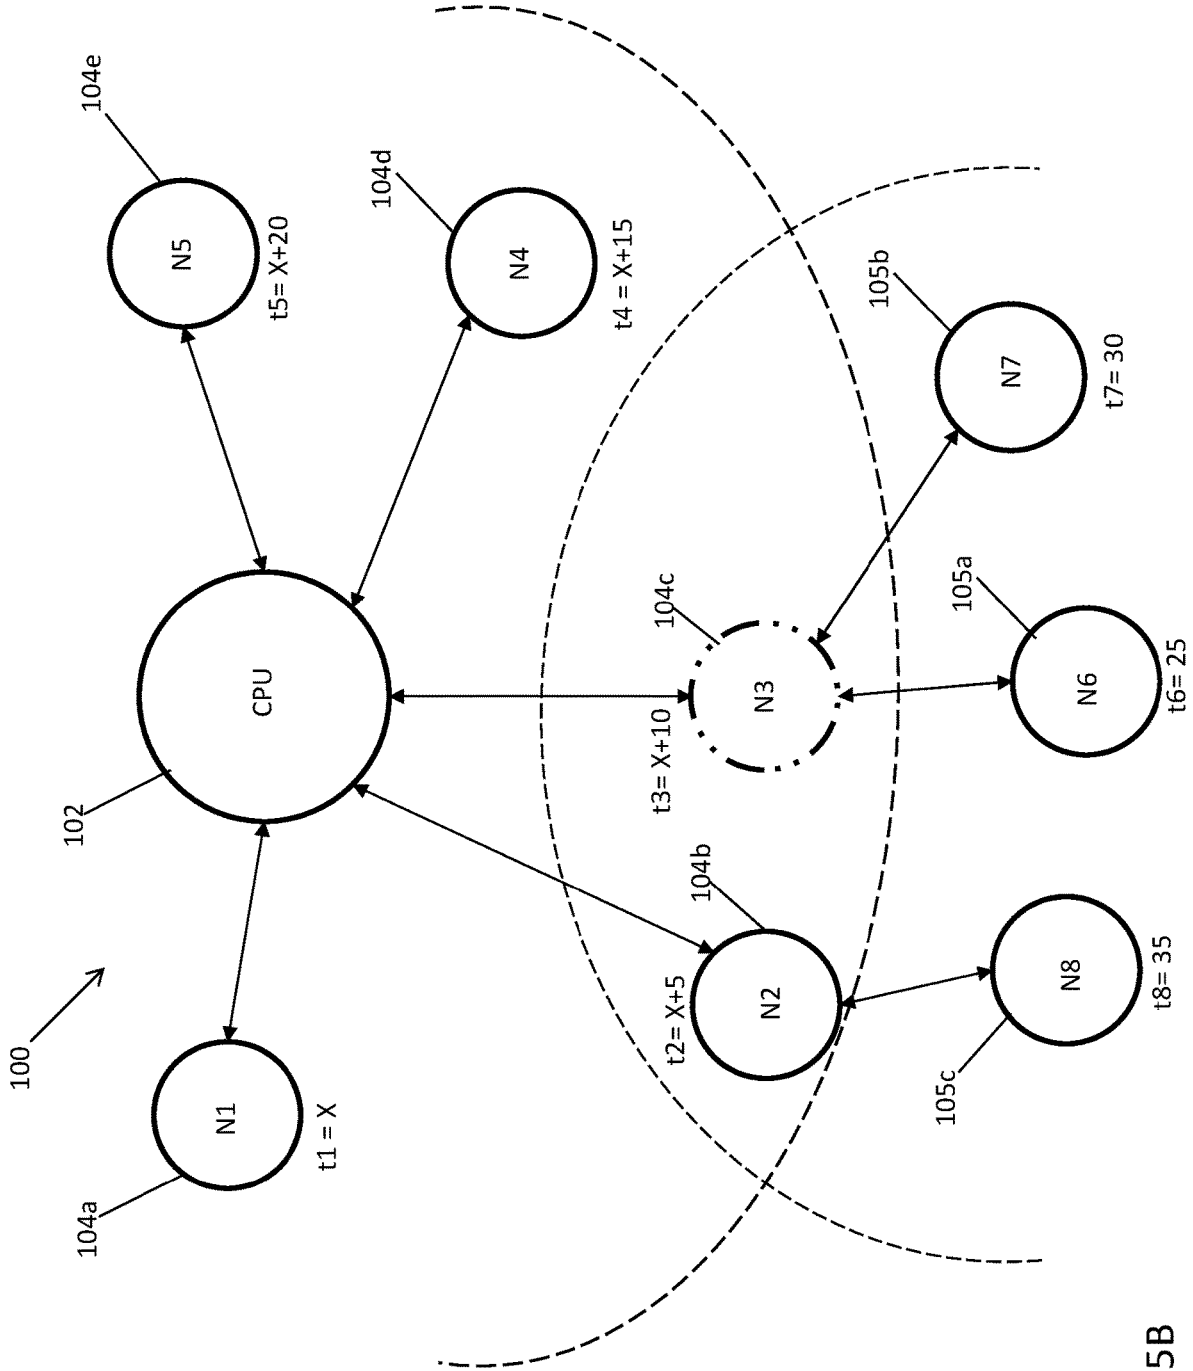 100
104a
N1
t1 = X
102
CPU
104e
N5
t5= X+20
104d
N4
t4 = X+15
104b
N2
t2= X+5
104c
N3
t3= X+10
105c
N8
t8= 35
105a
N6
t6= 25
105b
N7
t7= 30
5B